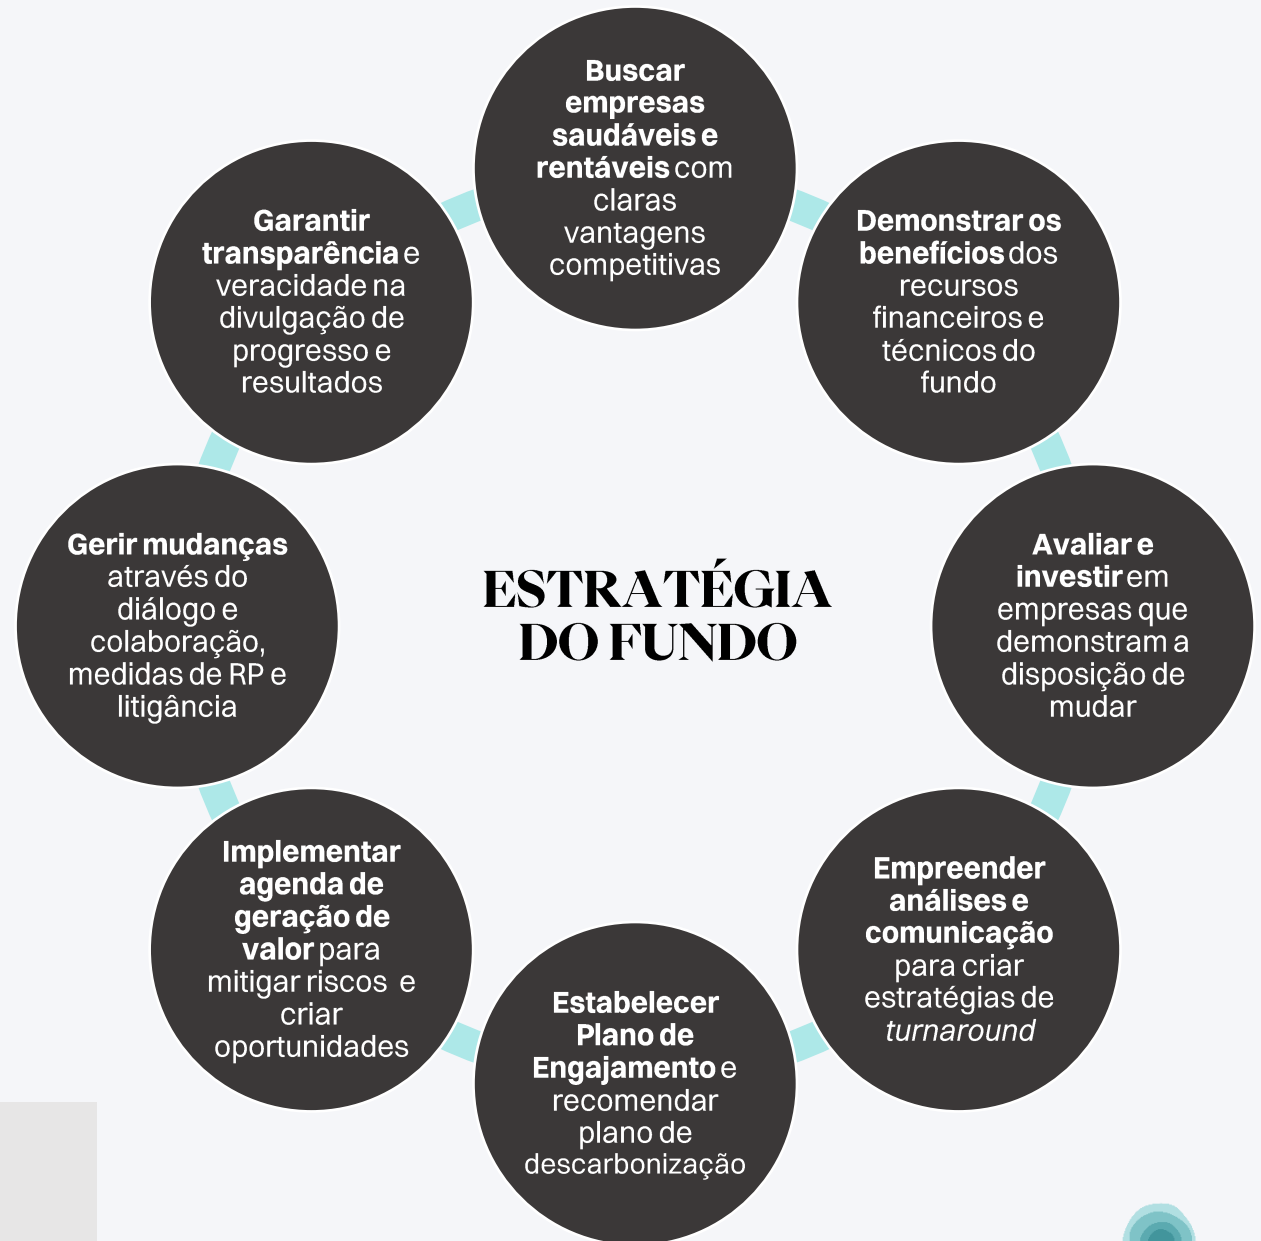 Buscar
empresas
saudáveis e
rentáveis com
claras
vantagens
competitivas
Demonstrar os
benefícios dos
recursos
financeiros e
técnicos do
fundo
Avaliar e
investir em
empresas que
demonstram a
disposição de
mudar
Empreender
análises e
comunicação
para criar
estratégias de
turnaround
Estabelecer
Plano de
Engajamento e
recomendar
plano de
descarbonização
Implementar
agenda de
geração de
valor para
mitigar riscos e
criar
oportunidades
Gerir mudanças
através do
diálogo e
colaboração,
medidas de RP e
litigância
Garantir
transparência e
veracidade na
divulgação de
progresso e
resultados
ESTRATÉGIA
DO FUNDO